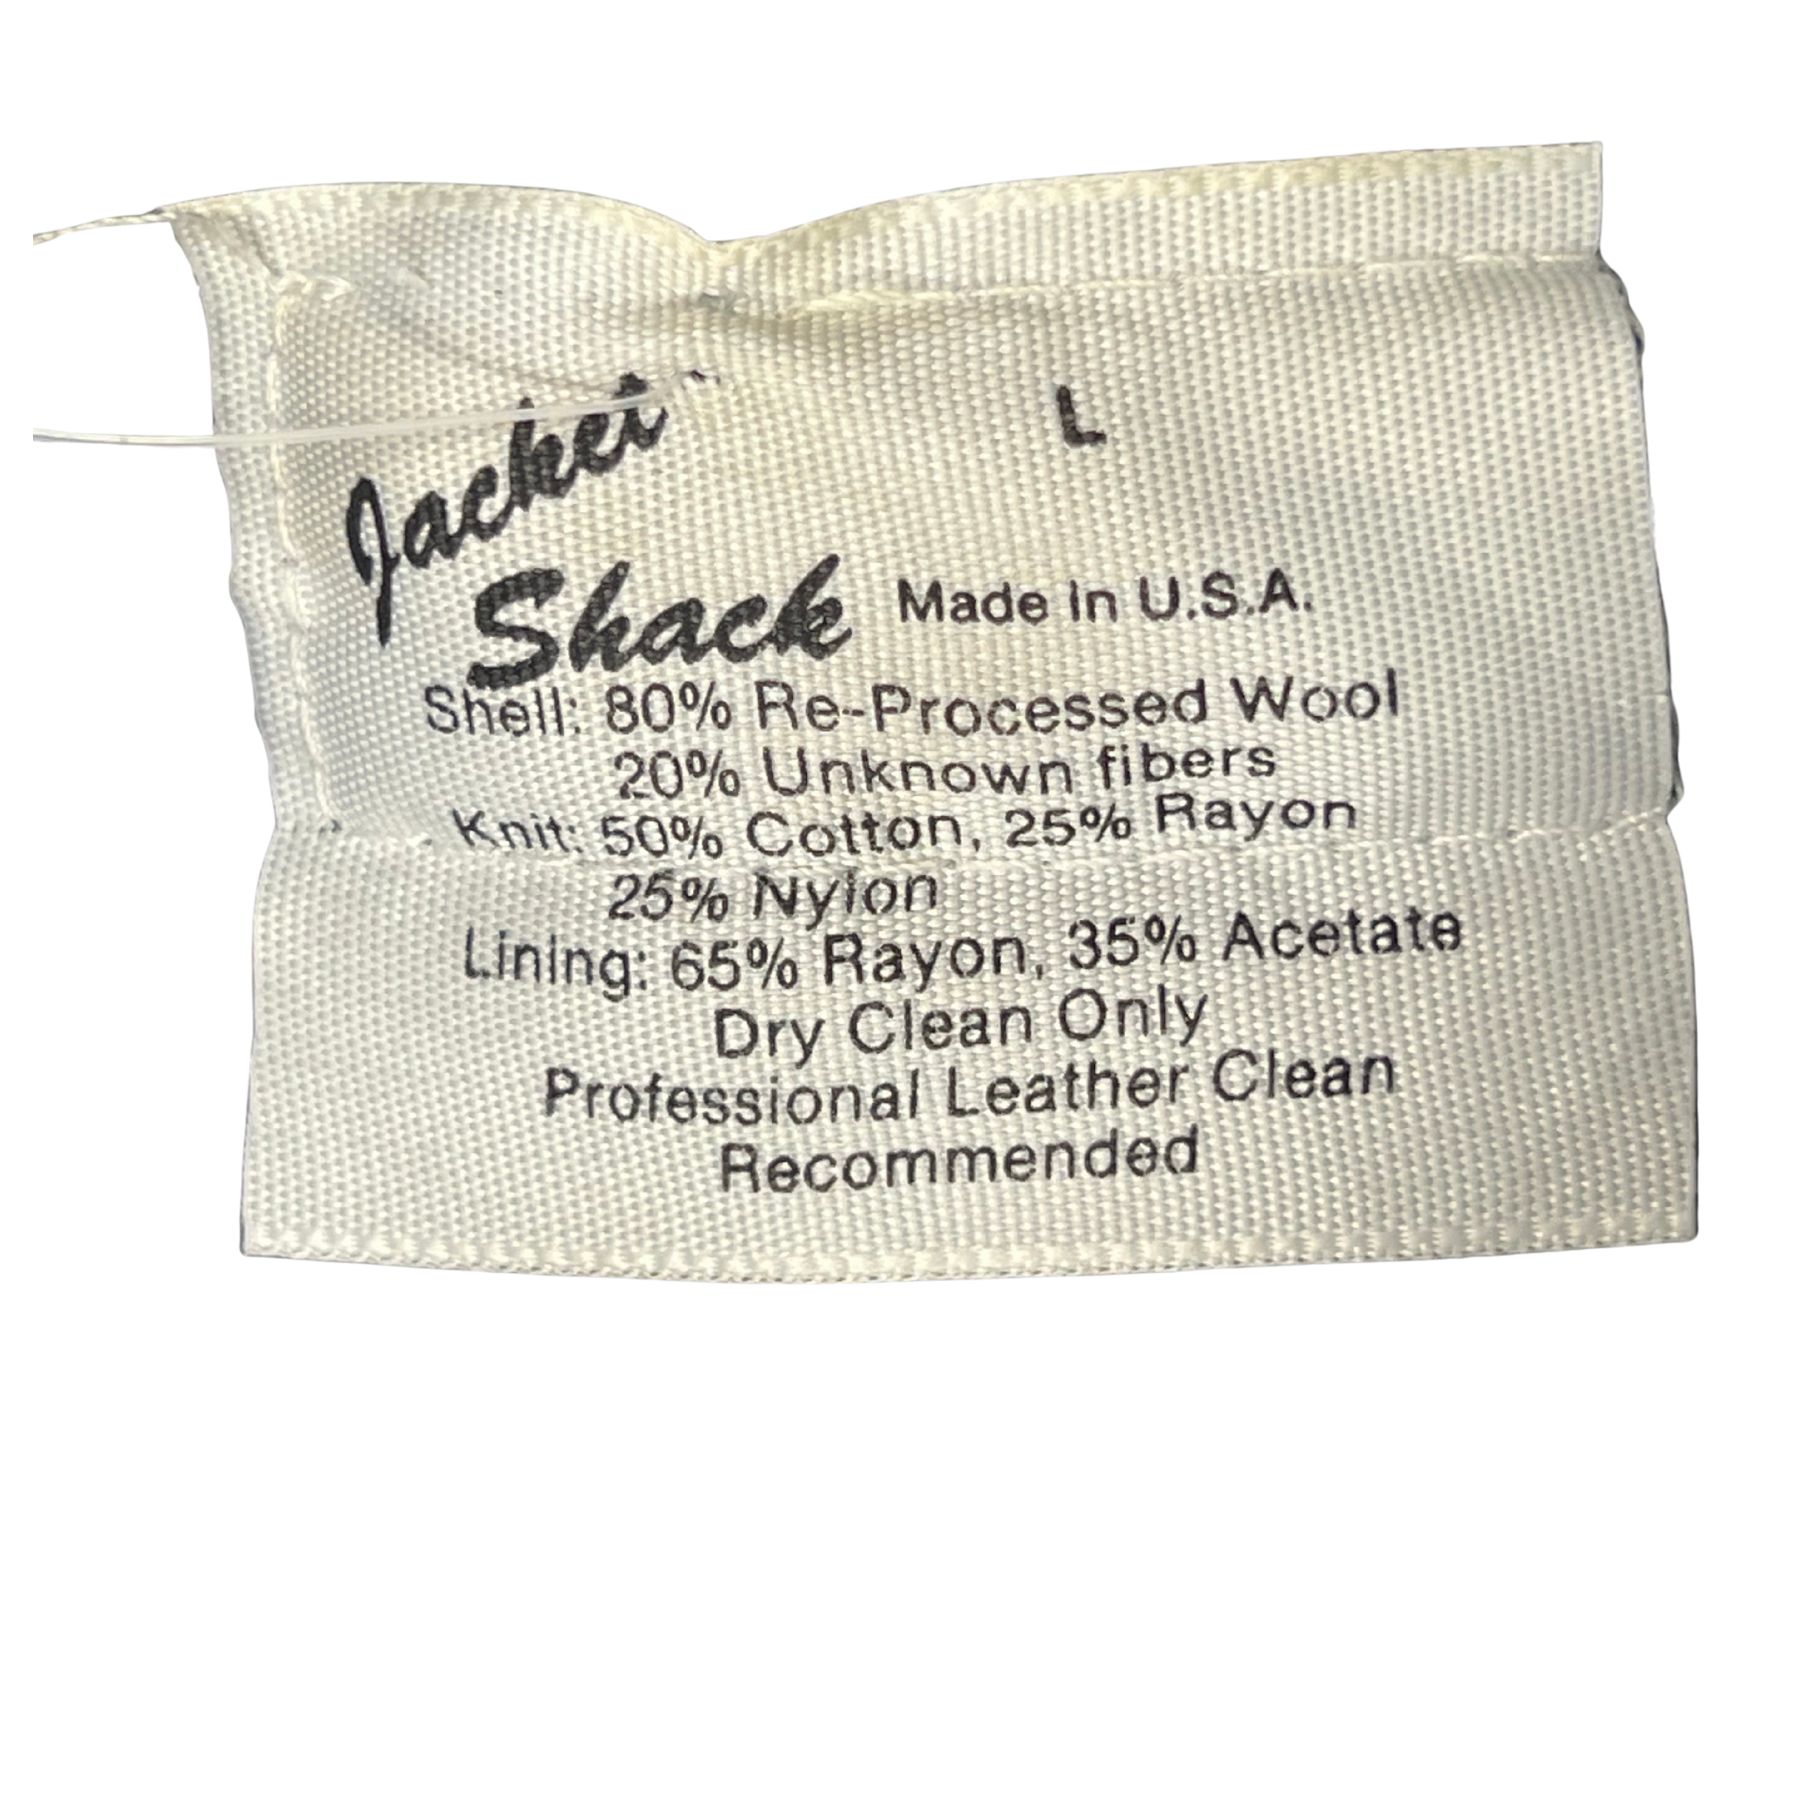 Jacket
L
Shack Made In U.S.A.
Shell: 80% Re-Processed Wool
20% Unknown fibers
Knit: 50% Cotton, 25% Rayon
25% Nylon
Lining: 65% Rayon, 35% Acetate
Dry Clean Only
Professional Leather Clean
Recommended